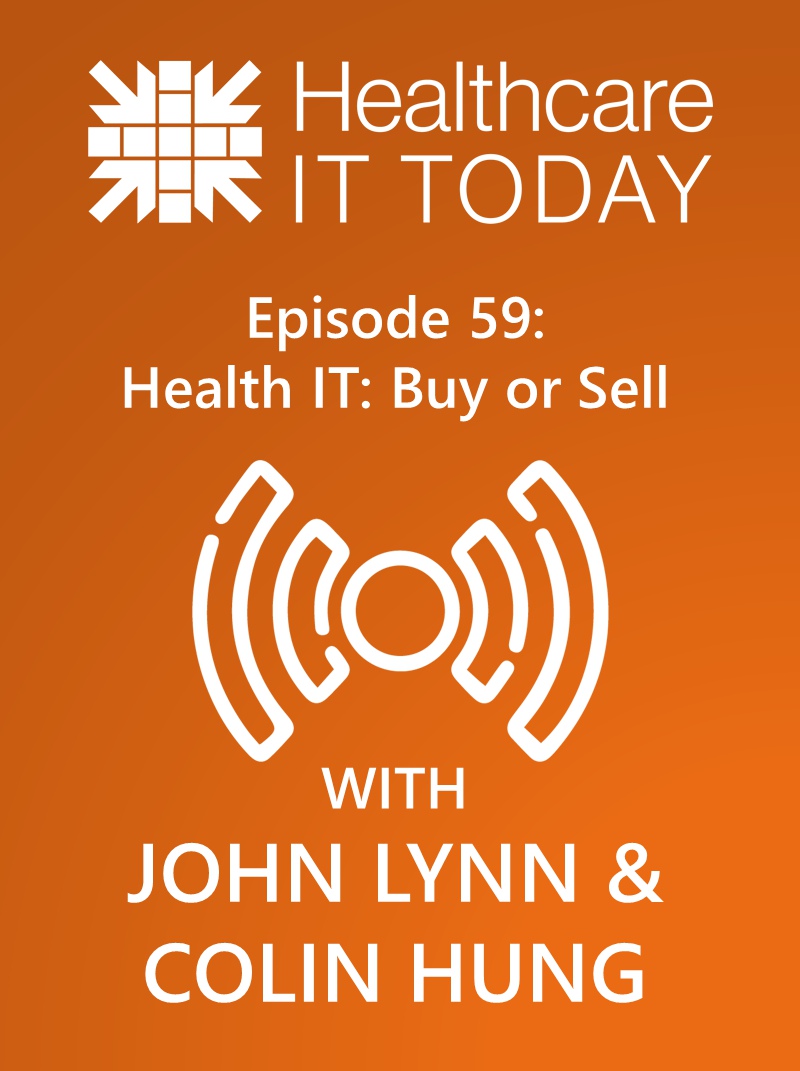 Healthcare
IT TODAY
Episode 59:
Health IT: Buy or Sell
WITH
JOHN LYNN &
COLIN HUNG